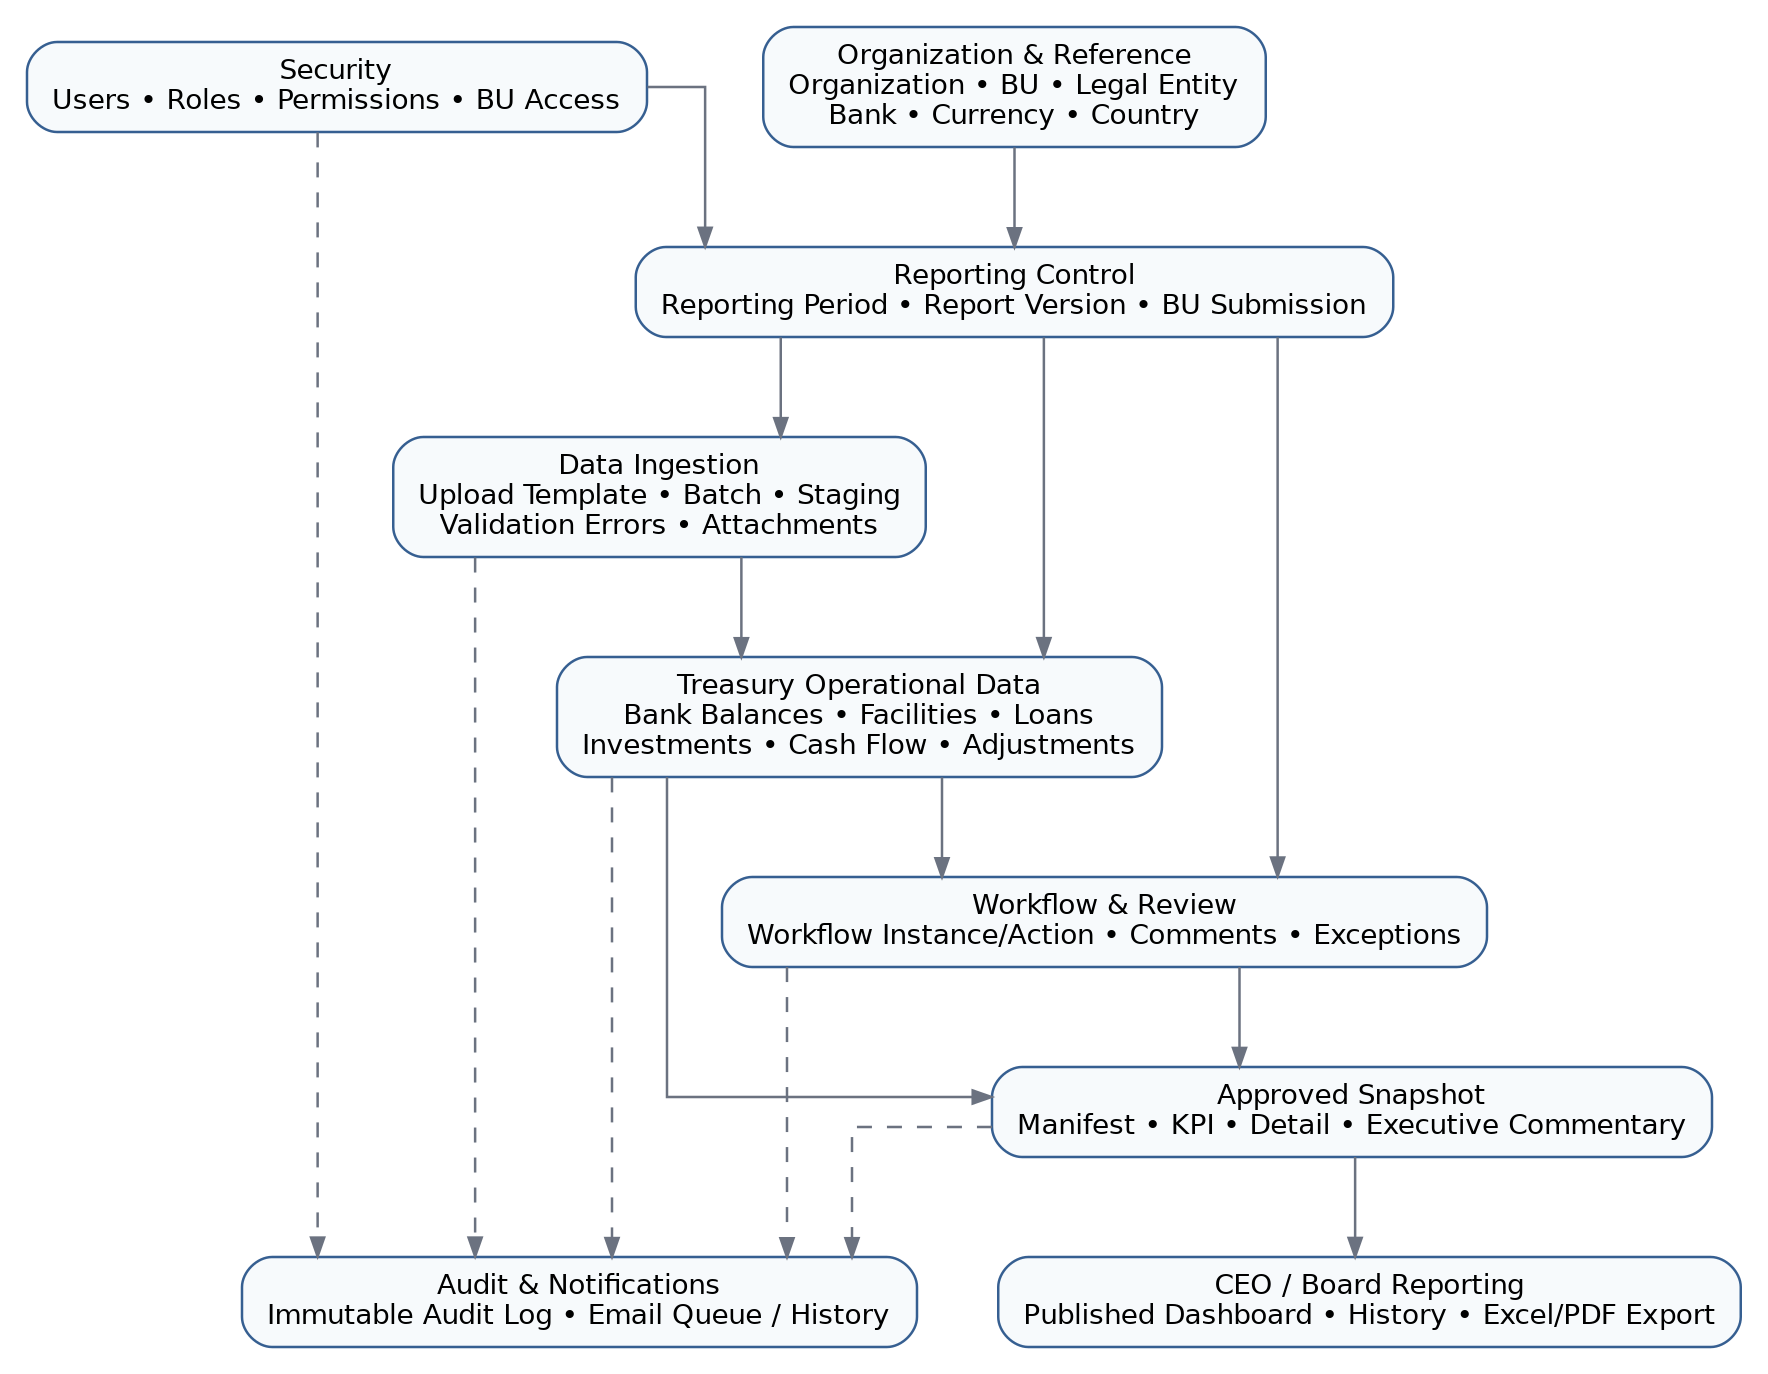 Security
Users • Roles • Permissions • BU Access
Organization & Reference
Organization • BU • Legal Entity
Bank • Currency • Country
Reporting Control
Reporting Period • Report Version • BU Submission
Data Ingestion
Upload Template • Batch • Staging
Validation Errors • Attachments
Treasury Operational Data
Bank Balances • Facilities • Loans
Investments • Cash Flow • Adjustments
Workflow & Review
Workflow Instance/Action • Comments • Exceptions
Approved Snapshot
Manifest • KPI • Detail • Executive Commentary
Audit & Notifications
Immutable Audit Log • Email Queue / History
CEO / Board Reporting
Published Dashboard • History • Excel/PDF Export